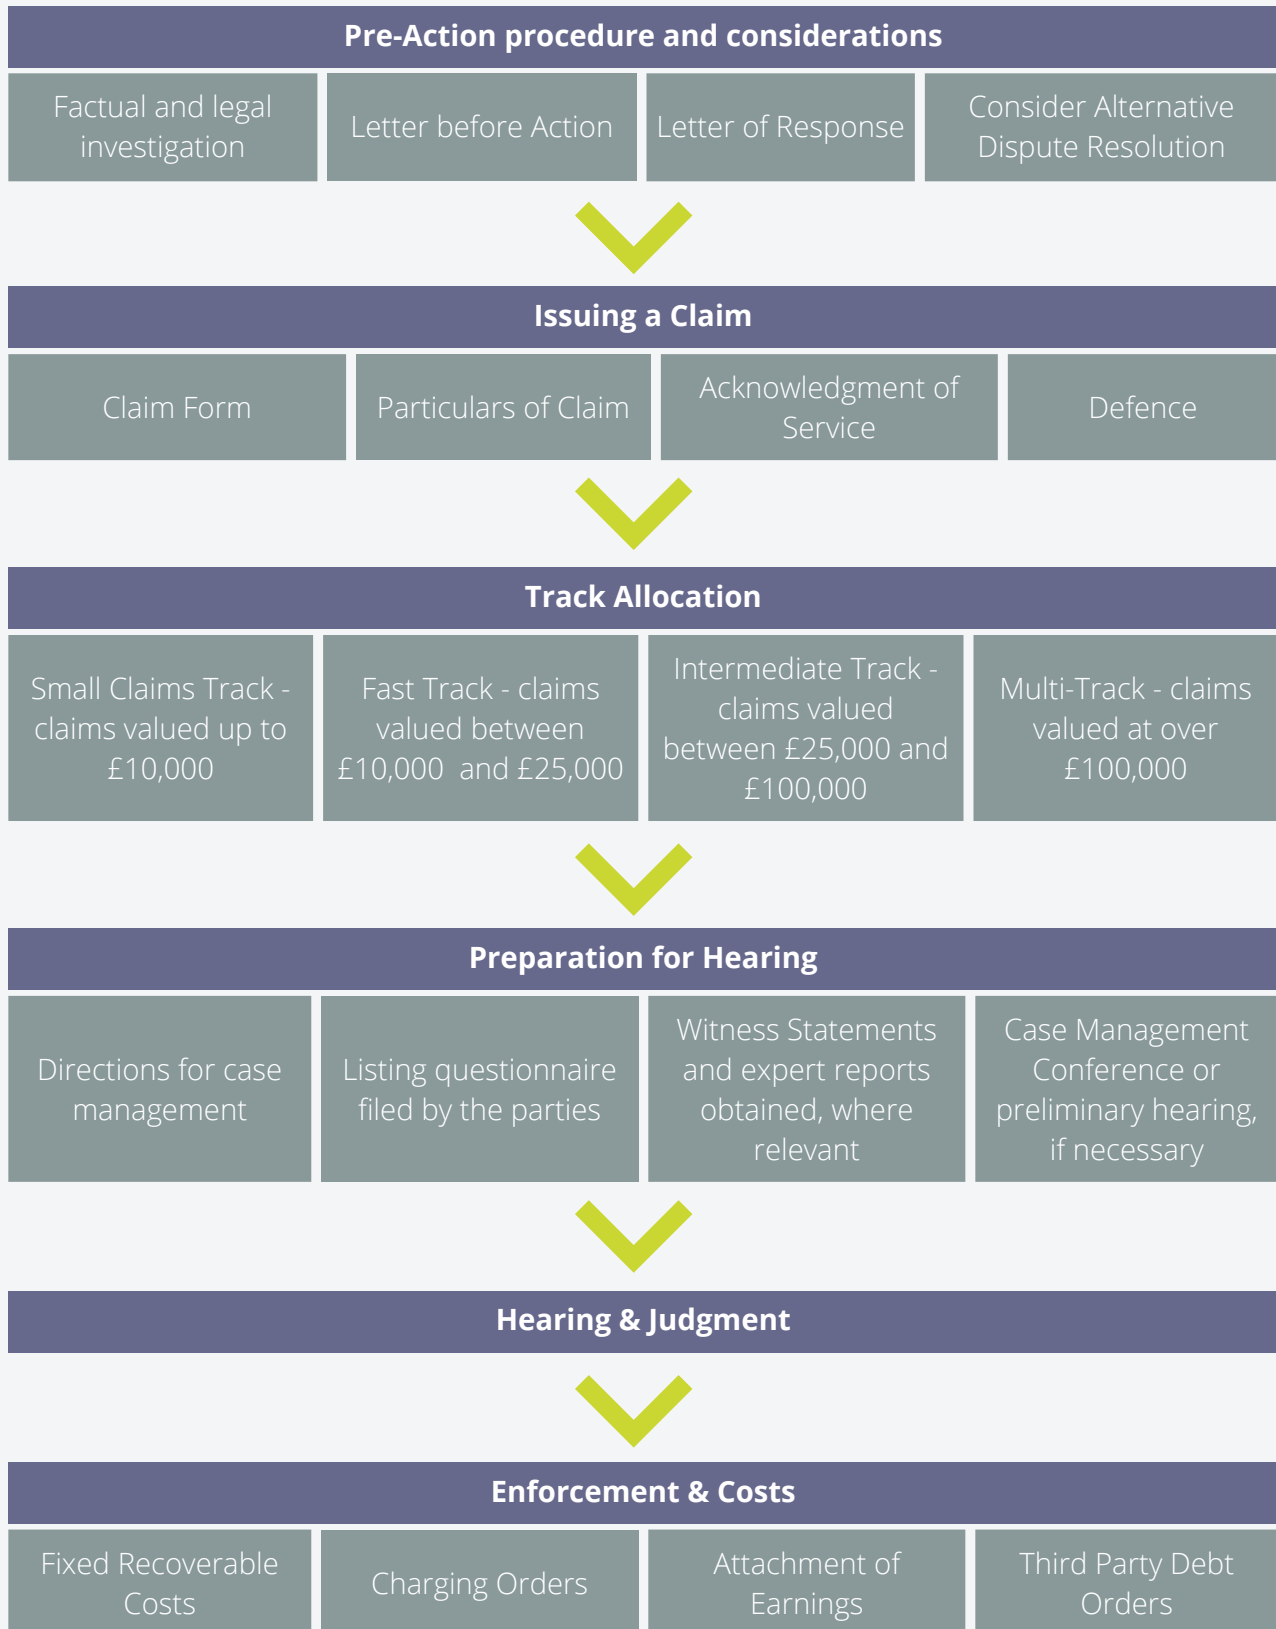 Pre-Action procedure and considerations
Factual and legal
investigation
Letter before Action
Letter of Response
Consider Alternative
Dispute Resolution
Issuing a Claim
Claim Form
Particulars of Claim
Acknowledgment of
Service
Defence
Track Allocation
Small Claims Track -
claims valued up to
£10,000
Fast Track - claims
valued between
£10,000  and £25,000
Intermediate Track -
claims valued
between £25,000 and
£100,000
Multi-Track - claims
valued at over
£100,000
Preparation for Hearing
Directions for case
management
Listing questionnaire
filed by the parties
Witness Statements
and expert reports
obtained, where
relevant
Case Management
Conference or
preliminary hearing,
if necessary
Hearing & Judgment
Enforcement & Costs
Fixed Recoverable
Costs
Charging Orders
Attachment of
Earnings
Third Party Debt
Orders